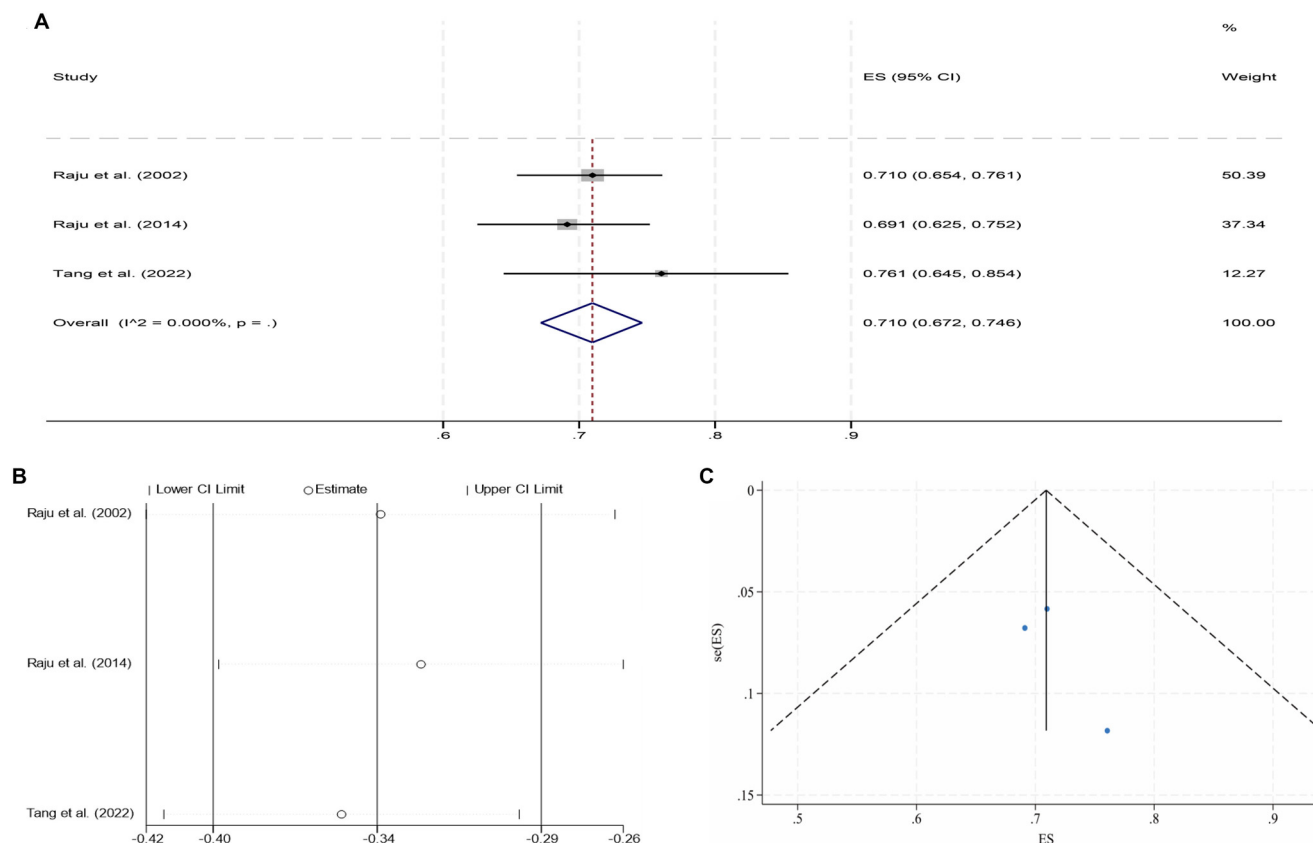 A
%
Study ES (95% CI) Weight
Raju et al. (2002) 0.710 (0.654, 0.761) 50.39
Raju et al. (2014) 0.691 (0.625, 0.752) 37.34
Tang et al. (2022) 0.761 (0.645, 0.854) 12.27
Overall (I^2 = 0.000%, p = .) 0.710 (0.672, 0.746) 100.00
.6 .7 .8 .9
B
Lower CI Limit Estimate Upper CI Limit
Raju et al. (2002)
Raju et al. (2014)
Tang et al. (2022)
-0.42 -0.40 -0.34 -0.29 -0.26
C
0
.05
.1
.15
se(ES)
.5 .6 .7 .8 .9
ES